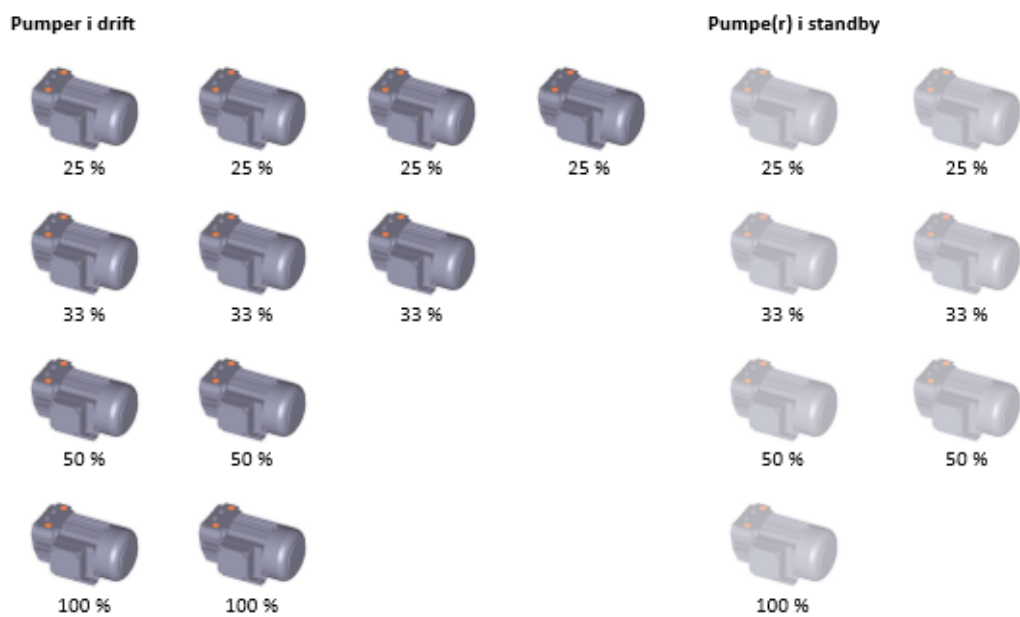 Pumper i drift Pumpe(r) i standby
25 % 25 % 25 % 25 % 25 % 25 %
33 % 33 % 33 % 33 % 33 %
50 % 50 % 50 % 50 %
100 % 100 % 100 %